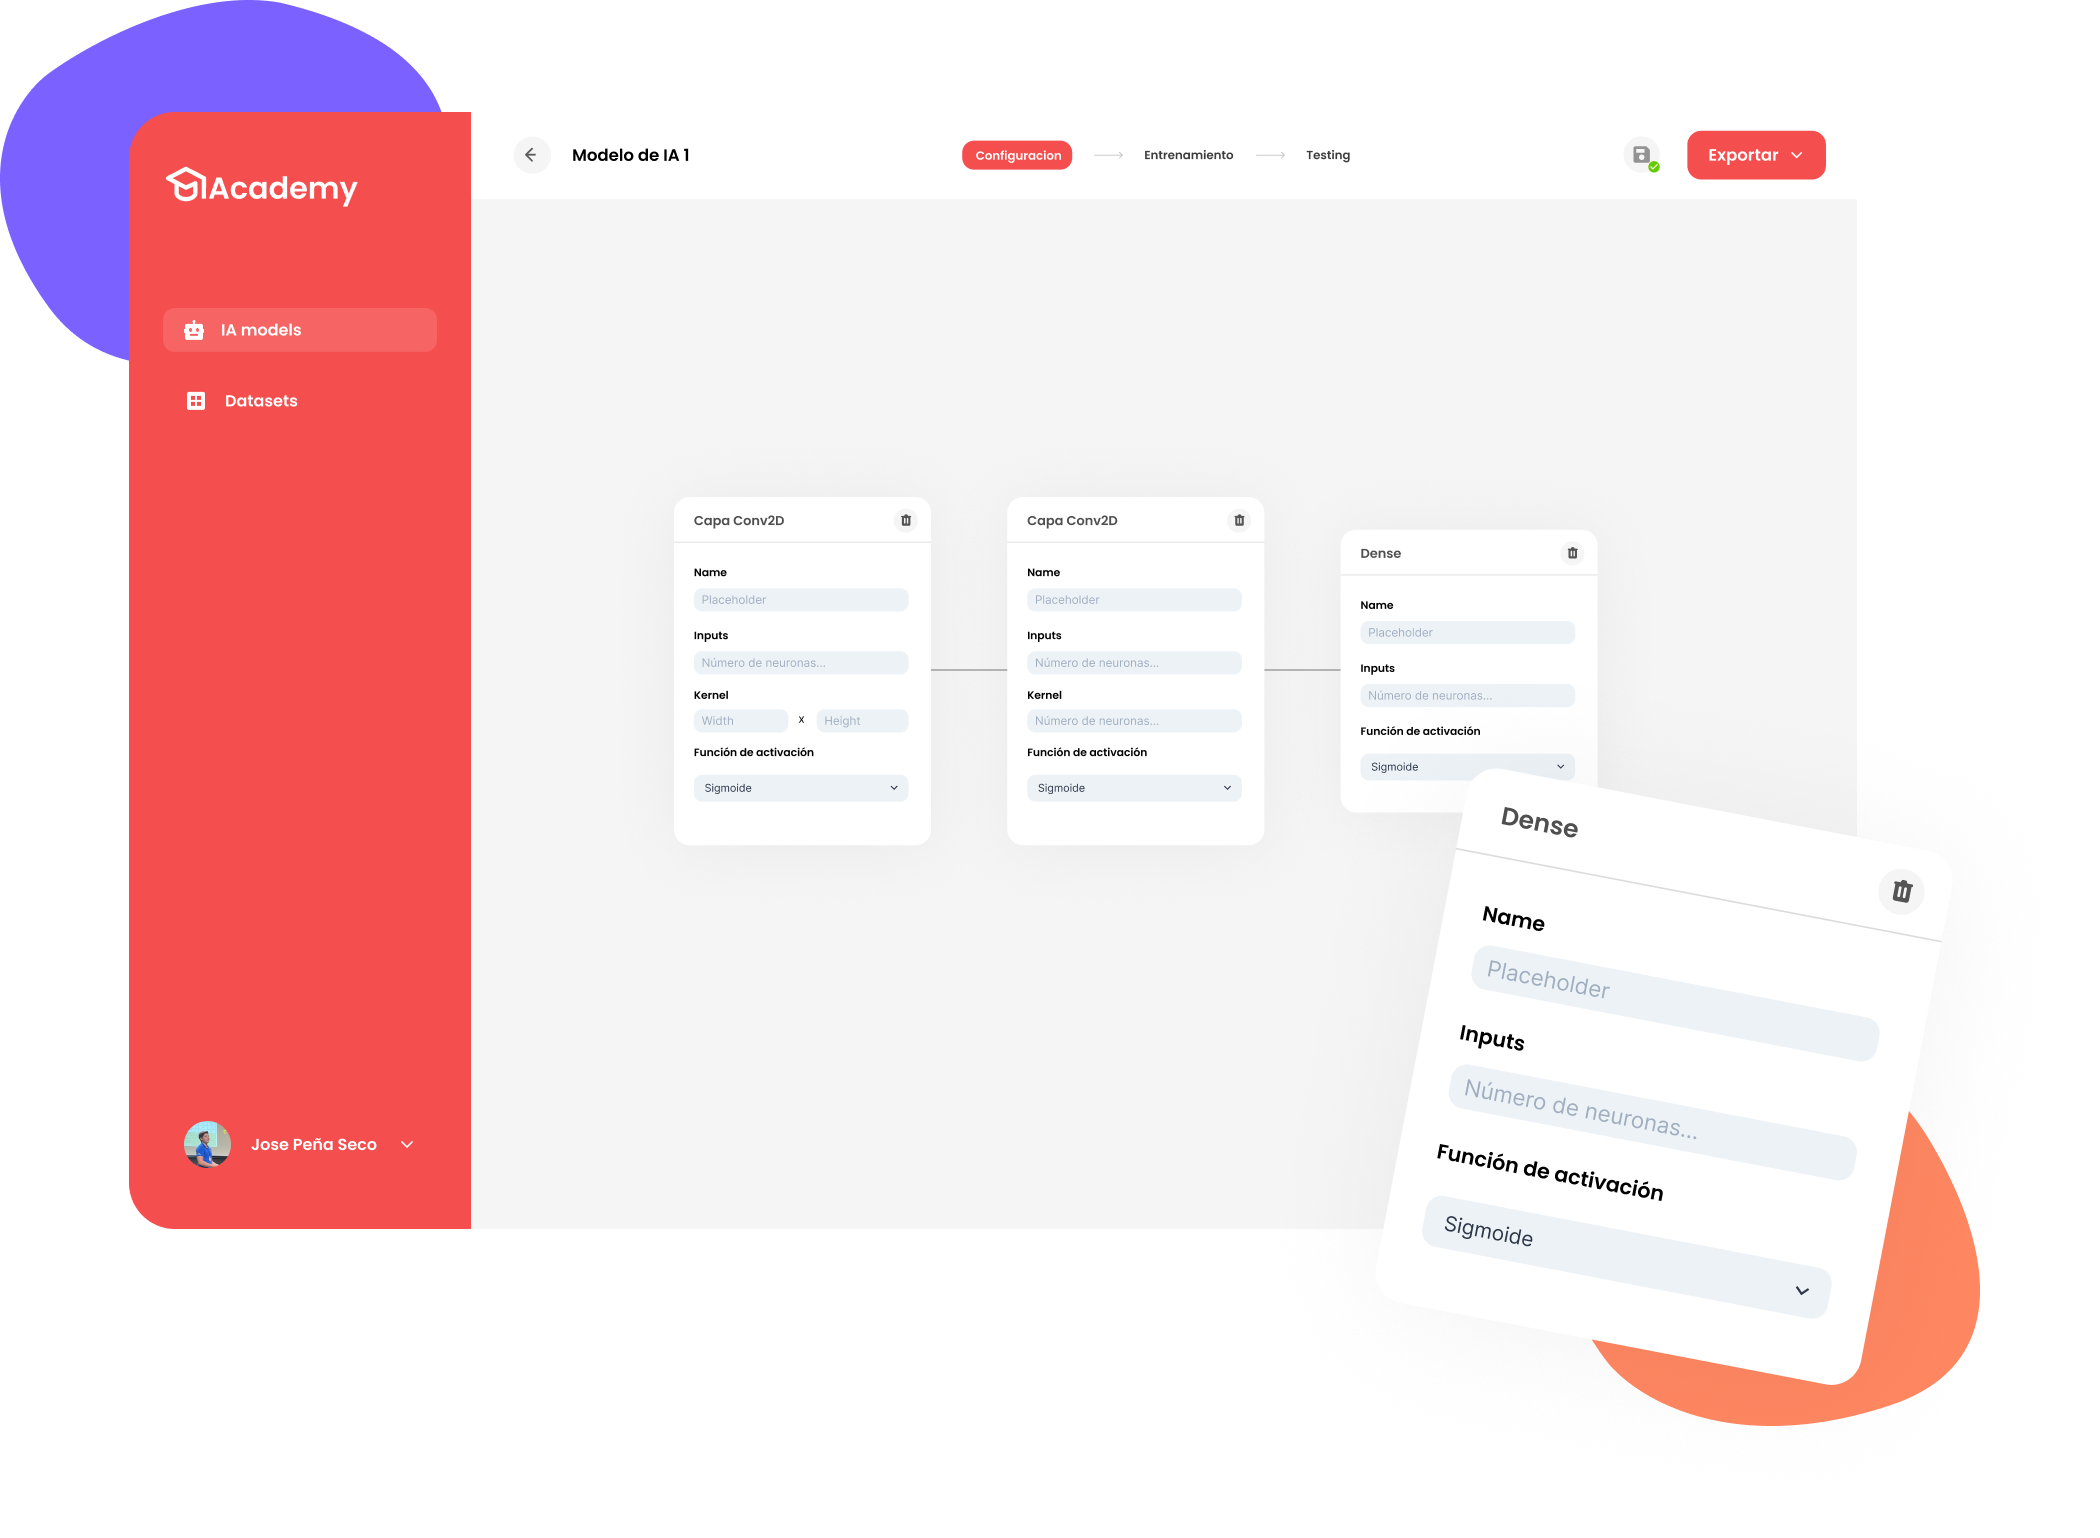 IAcademy
IA models
Datasets
Jose Peña Seco
Modelo de IA 1
Configuracion
Entrenamiento
Testing
Exportar
Capa Conv2D
Name
Placeholder
Inputs
Número de neuronas...
Kernel
Width
x
Height
Función de activación
Sigmoide
Capa Conv2D
Name
Placeholder
Inputs
Número de neuronas...
Kernel
Número de neuronas...
Función de activación
Sigmoide
Dense
Name
Placeholder
Inputs
Número de neuronas...
Función de activación
Sigmoide
Dense
Name
Placeholder
Inputs
Número de neuronas...
Función de activación
Sigmoide